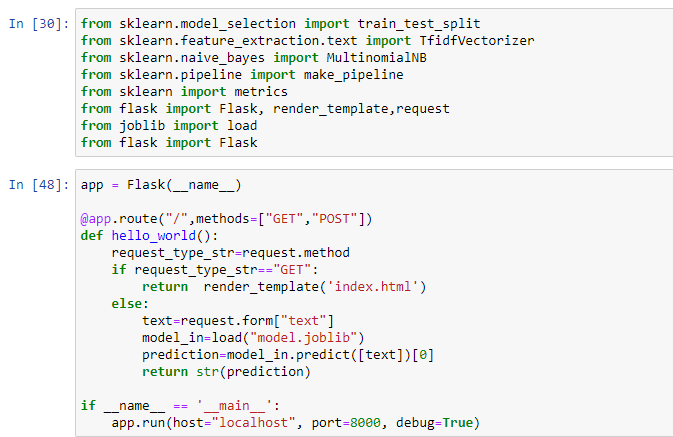 In [30]: from sklearn.model_selection import train_test_split
from sklearn.feature_extraction.text import TfidfVectorizer
from sklearn.naive_bayes import MultinomialNB
from sklearn.pipeline import make_pipeline
from sklearn import metrics
from flask import Flask, render_template,request
from joblib import load
from flask import Flask
In [48]: app = Flask(__name__)
@app.route("/",methods=["GET","POST"])
def hello_world():
    request_type_str=request.method
    if request_type_str=="GET":
        return  render_template('index.html')
    else:
        text=request.form["text"]
        model_in=load("model.joblib")
        prediction=model_in.predict([text])[0]
        return str(prediction)
if __name__ == '__main__':
    app.run(host="localhost", port=8000, debug=True)